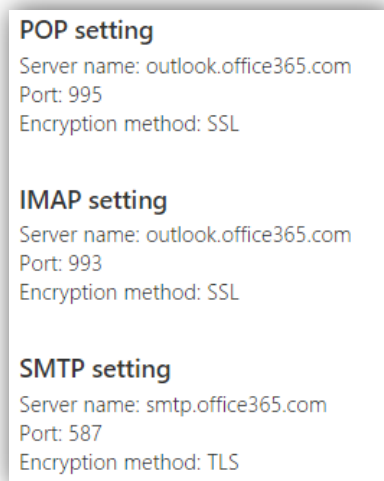 POP setting
Server name: outlook.office365.com
Port: 995
Encryption method: SSL
IMAP setting
Server name: outlook.office365.com
Port: 993
Encryption method: SSL
SMTP setting
Server name: smtp.office365.com
Port: 587
Encryption method: TLS